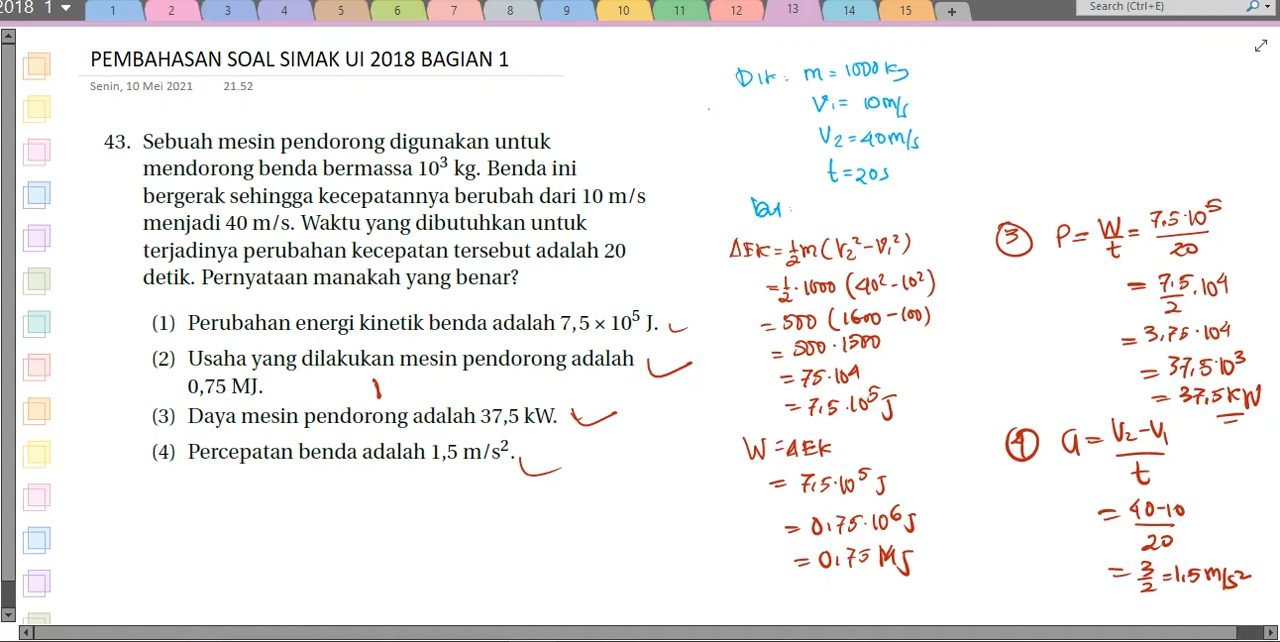 2018 1
1 2 3 4 5 6 7 8 9 10 11 12 13 14 15 +
Search (Ctrl+E)
PEMBAHASAN SOAL SIMAK UI 2018 BAGIAN 1
Senin, 10 Mei 2021 21.52
43. Sebuah mesin pendorong digunakan untuk
mendorong benda bermassa 10³ kg. Benda ini
bergerak sehingga kecepatannya berubah dari 10 m/s
menjadi 40 m/s. Waktu yang dibutuhkan untuk
terjadinya perubahan kecepatan tersebut adalah 20
detik. Pernyataan manakah yang benar?
(1) Perubahan energi kinetik benda adalah 7,5 × 10⁵ J.
(2) Usaha yang dilakukan mesin pendorong adalah
0,75 MJ.
(3) Daya mesin pendorong adalah 37,5 kW.
(4) Percepatan benda adalah 1,5 m/s².
Dik : m = 1000 kg
V₁ = 10 m/s
V₂ = 40 m/s
t = 20 s
ΔEK = ½ m (V₂² - V₁²)
= ½ · 1000 (40² - 10²)
= 500 (1600 - 100)
= 500 · 1500
= 75 · 10⁴
= 7,5 · 10⁵ J
W = ΔEK
= 7,5 · 10⁵ J
= 0,75 · 10⁶ J
= 0,75 MJ
③ P = W/t = 7,5 · 10⁵/20
= 7,5/2 · 10⁴
= 3,75 · 10⁴
= 37,5 · 10³
= 37,5 KW
④ a = V₂ - V₁/t
= 40 - 10/20
= 3/2 = 1,5 m/s²